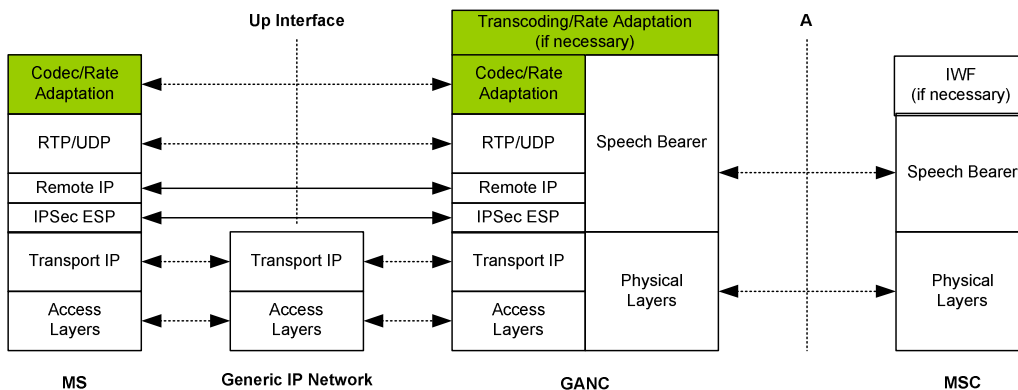 Up Interface
Transcoding/Rate Adaptation
(if necessary)
A
Codec/Rate
Adaptation
Codec/Rate
Adaptation
IWF
(if necessary)
RTP/UDP
RTP/UDP
Speech Bearer
Speech Bearer
Remote IP
Remote IP
IPSec ESP
IPSec ESP
Transport IP
Transport IP
Transport IP
Physical
Layers
Physical
Layers
Access
Layers
Access
Layers
Access
Layers
MS
Generic IP Network
GANC
MSC